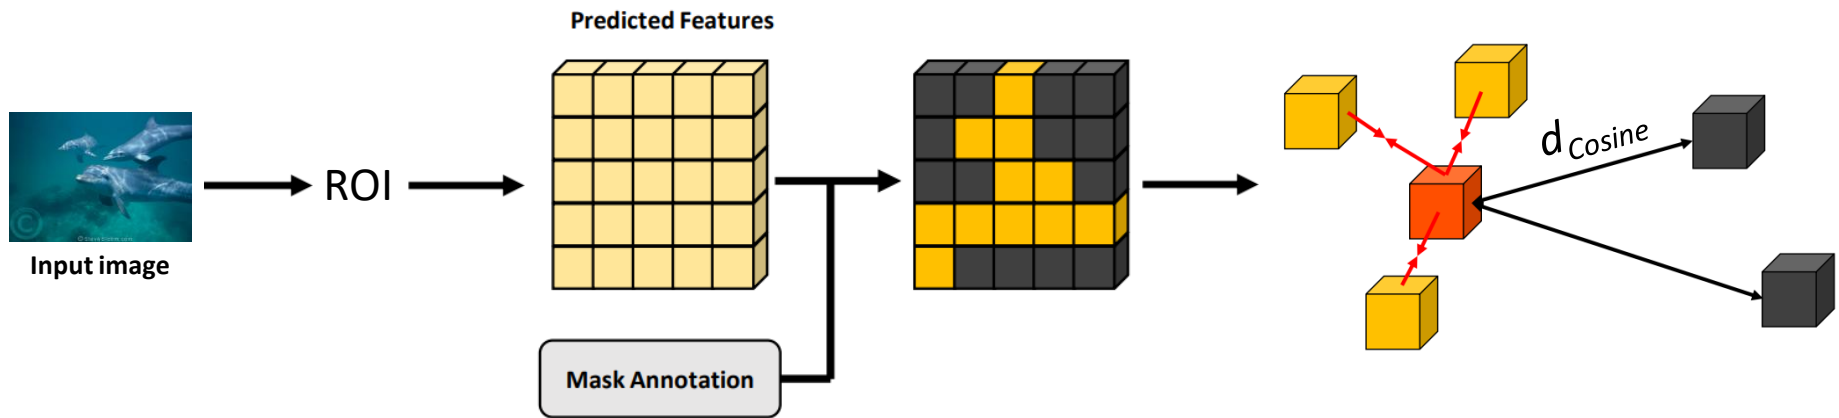 Predicted Features
ROI
d Cosine
©
Input image
Mask Annotation